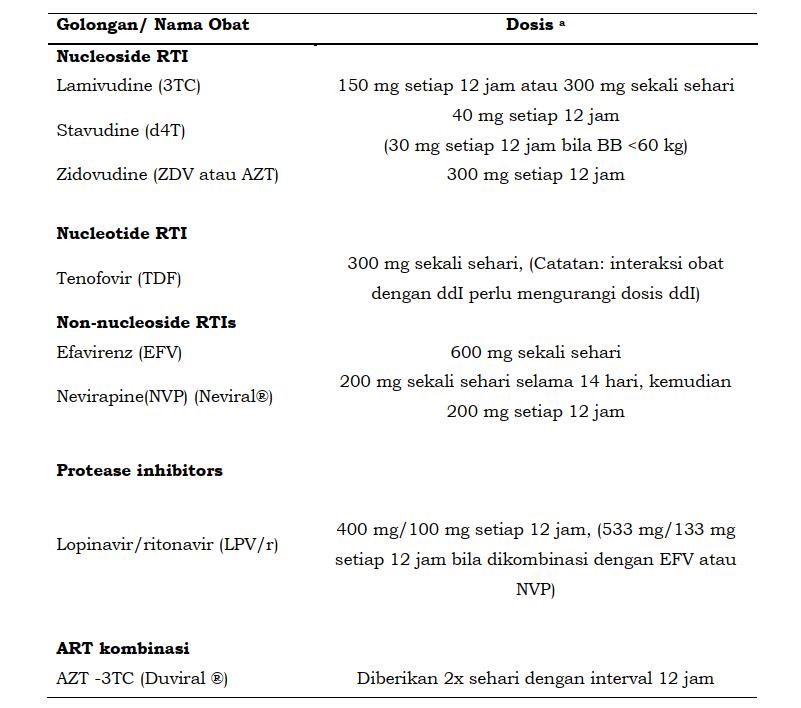 Golongan/ Nama Obat Dosis ª
Nucleoside RTI
Lamivudine (3TC) 150 mg setiap 12 jam atau 300 mg sekali sehari
Stavudine (d4T) 40 mg setiap 12 jam
(30 mg setiap 12 jam bila BB <60 kg)
Zidovudine (ZDV atau AZT) 300 mg setiap 12 jam
Nucleotide RTI
Tenofovir (TDF) 300 mg sekali sehari, (Catatan: interaksi obat
dengan ddI perlu mengurangi dosis ddI)
Non-nucleoside RTIs
Efavirenz (EFV) 600 mg sekali sehari
Nevirapine(NVP) (Neviral®) 200 mg sekali sehari selama 14 hari, kemudian
200 mg setiap 12 jam
Protease inhibitors
Lopinavir/ritonavir (LPV/r) 400 mg/100 mg setiap 12 jam, (533 mg/133 mg
setiap 12 jam bila dikombinasi dengan EFV atau
NVP)
ART kombinasi
AZT -3TC (Duviral ®) Diberikan 2x sehari dengan interval 12 jam